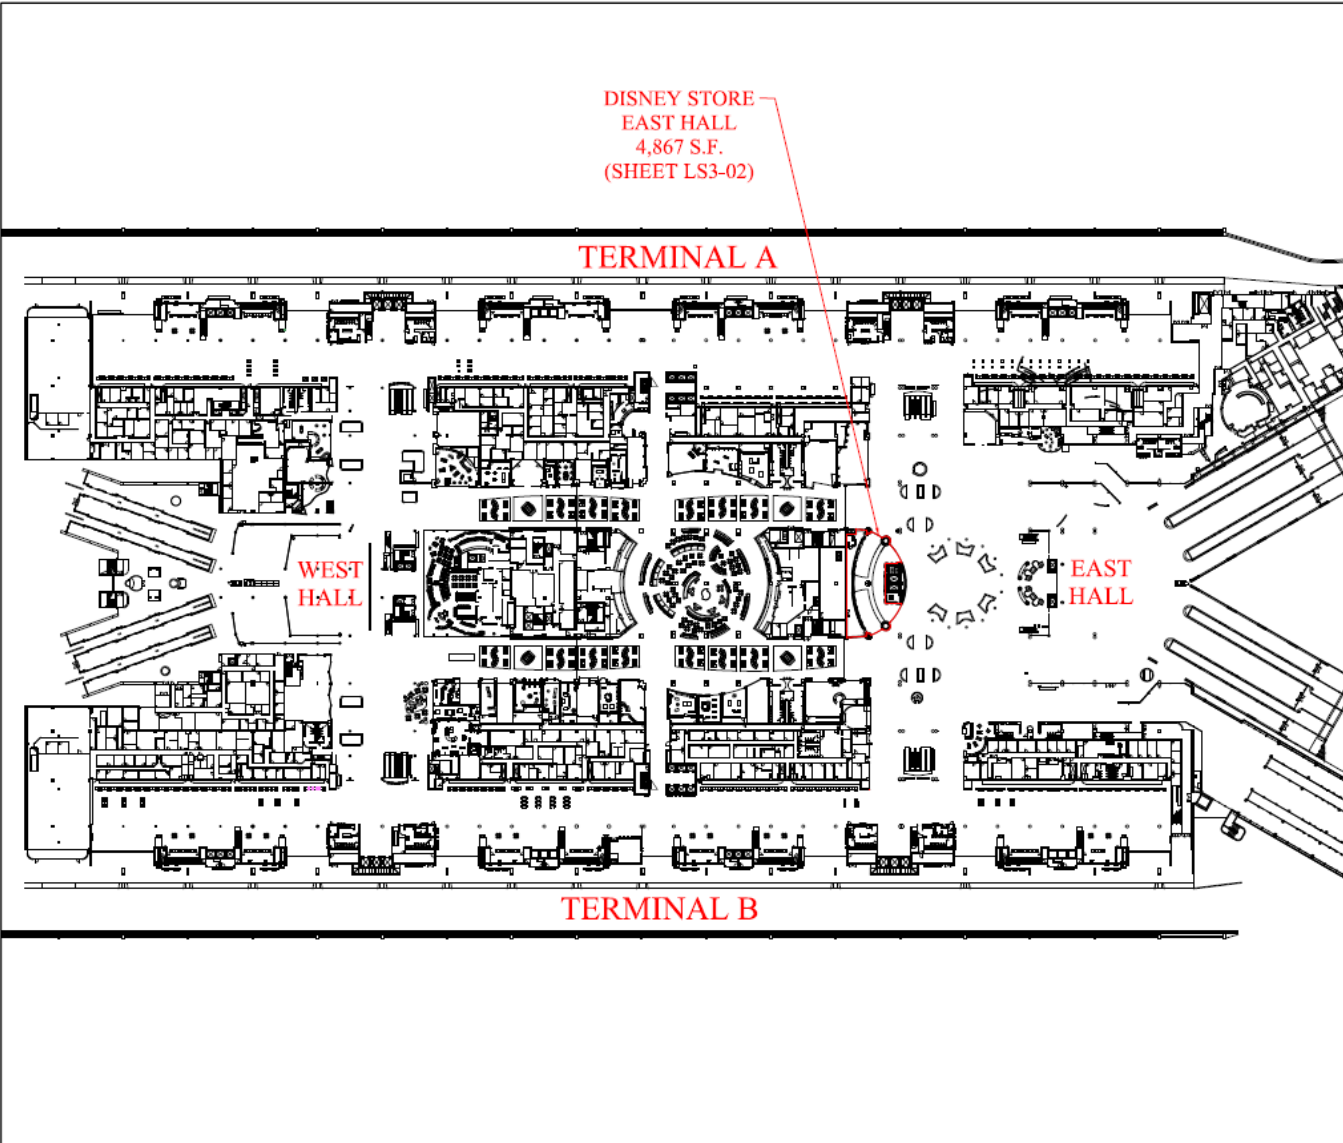 DISNEY STORE
EAST HALL
4,867 S.F.
(SHEET LS3-02)
TERMINAL A
WEST
HALL
EAST
HALL
TERMINAL B